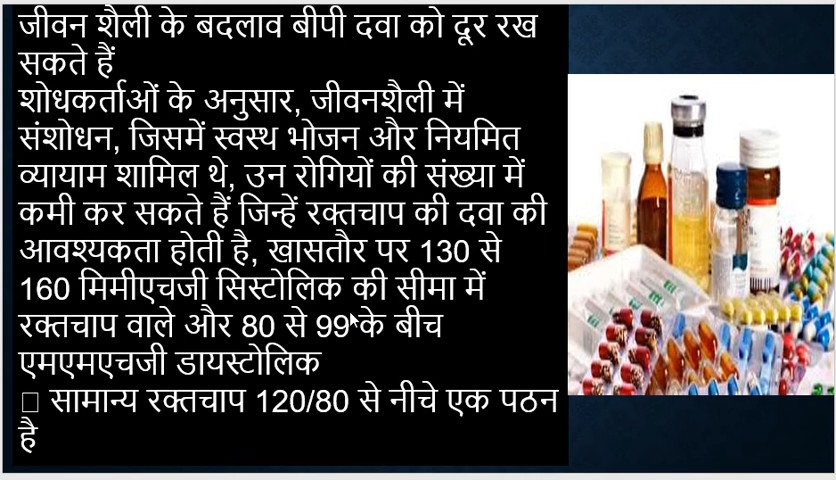 जीवन शैली के बदलाव बीपी दवा को दूर रख
सकते हैं
शोधकर्ताओं के अनुसार, जीवनशैली में
संशोधन, जिसमें स्वस्थ भोजन और नियमित
व्यायाम शामिल थे, उन रोगियों की संख्या में
कमी कर सकते हैं जिन्हें रक्तचाप की दवा की
आवश्यकता होती है, खासतौर पर 130 से
160 मिमीएचजी सिस्टोलिक की सीमा में
रक्तचाप वाले और 80 से 99 के बीच
एमएमएचजी डायस्टोलिक
सामान्य रक्तचाप 120/80 से नीचे एक पठन
है